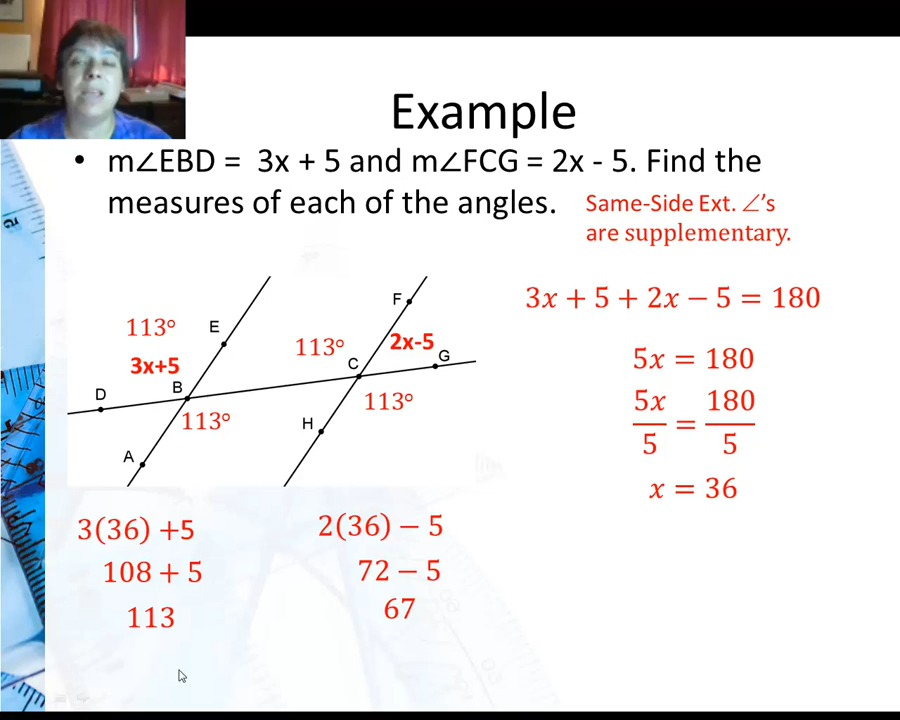 Example
• m∠EBD = 3x + 5 and m∠FCG = 2x - 5. Find the
measures of each of the angles.
Same-Side Ext. ∠'s
are supplementary.
3x + 5 + 2x − 5 = 180
5x = 180
5x/5 = 180/5
x = 36
113°
E
3x+5
D
B
113°
A
F
113°
2x-5
C
G
113°
H
3(36) +5
108 + 5
113
2(36) − 5
72 − 5
67